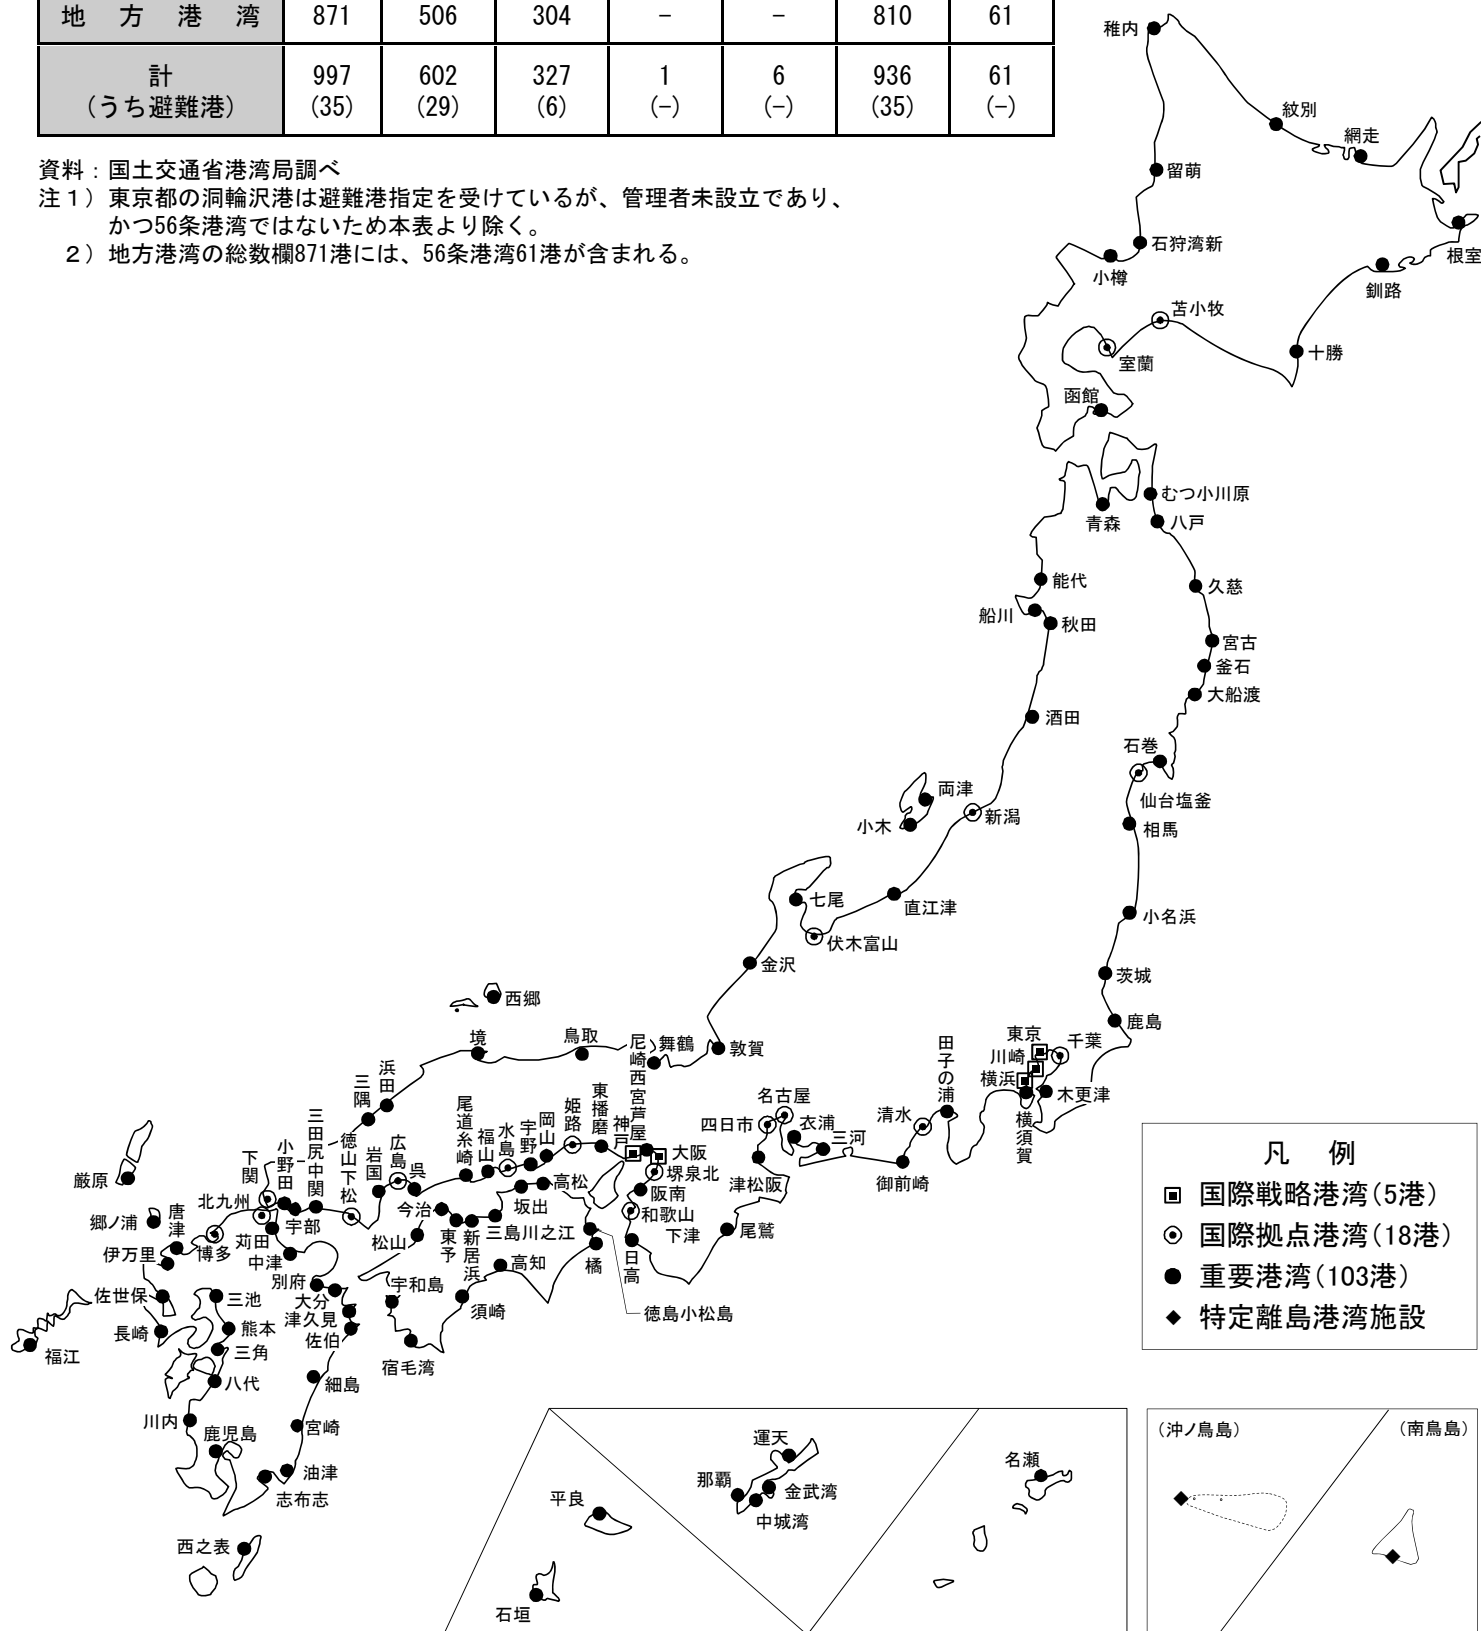 地方港湾 871 506 304 － － 810 61
計 997 602 327 1 6 936 61
（うち避難港） (35) (29) (6) (－) (－) (35) (－)
資料：国土交通省港湾局調べ
注１）東京都の洞輪沢港は避難港指定を受けているが、管理者未設立であり、
かつ56条港湾ではないため本表より除く。
２）地方港湾の総数欄871港には、56条港湾61港が含まれる。
稚内
紋別
網走
留萌
根室
石狩湾新
小樽
釧路
苫小牧
室蘭
十勝
函館
むつ小川原
青森
八戸
能代
久慈
船川
秋田
宮古
釜石
大船渡
酒田
石巻
仙台塩釜
両津
小木
新潟
相馬
七尾
直江津
小名浜
伏木富山
金沢
茨城
西郷
鹿島
境
鳥取
尼崎西宮芦屋
舞鶴
敦賀
田子の浦
東京
千葉
川崎
横浜
木更津
横須賀
浜田
三隅
三田尻中関
徳山下松
岩国
広島
呉
尾道糸崎
福山
水島
宇野
岡山
姫路
東播磨
神戸
大阪
堺泉北
阪南
和歌山
下津
日高
名古屋
四日市
衣浦
三河
清水
御前崎
津松阪
尾鷲
下関
小野田
厳原
郷ノ浦
唐津
北九州
宇部
博多
苅田
中津
伊万里
今治
松山
東予
新居浜
三島川之江
坂出
高松
高知
橘
徳島小松島
須崎
宇和島
宿毛湾
別府
大分
津久見
佐伯
佐世保
三池
長崎
熊本
三角
福江
八代
細島
川内
宮崎
鹿児島
油津
志布志
西之表
凡　例
国際戦略港湾(5港)
国際拠点港湾(18港)
重要港湾(103港)
特定離島港湾施設
平良
石垣
運天
那覇
金武湾
中城湾
名瀬
(沖ノ鳥島)
(南鳥島)